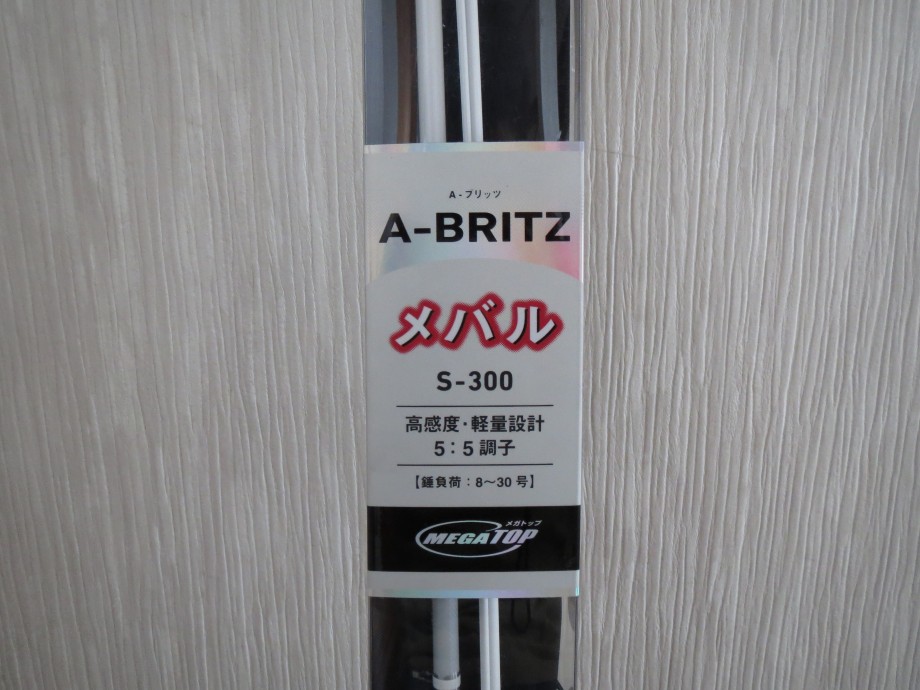 A-ブリッツ
A-BRITZ
メバル
S-300
高感度・軽量設計
5:5調子
【錘負荷:8〜30号】
メガトップ
MEGATOP